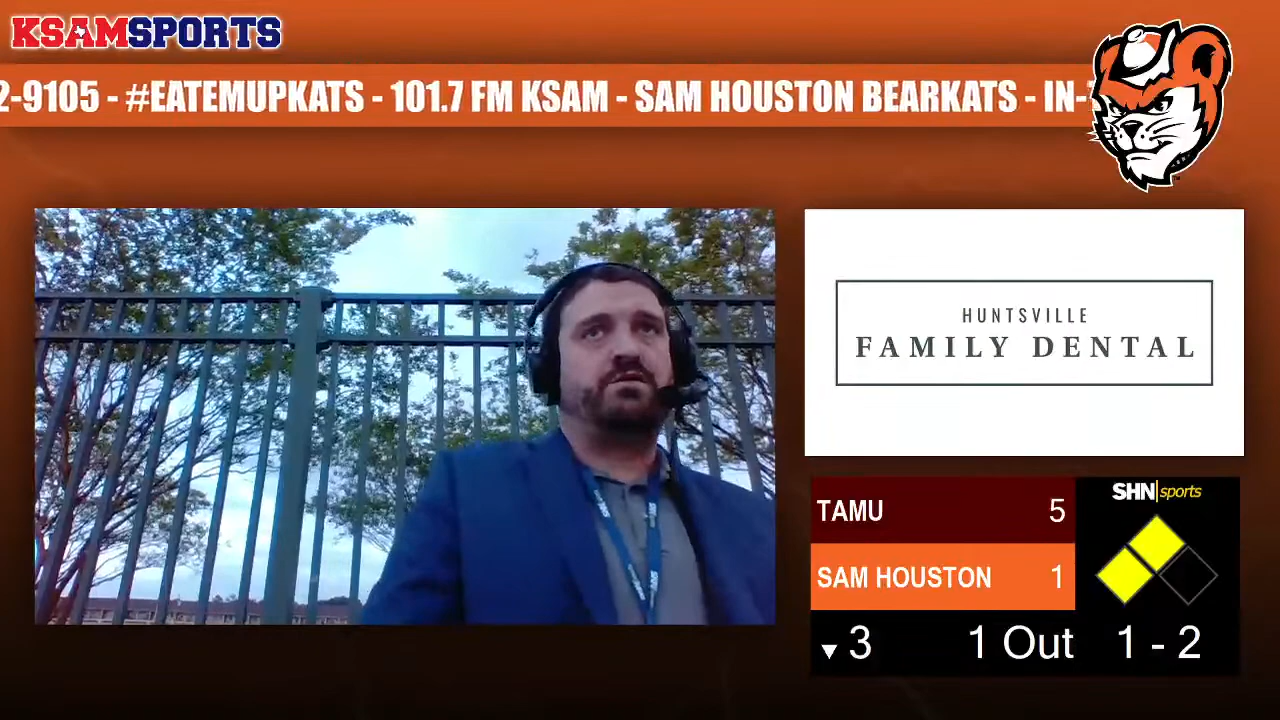 KSAMSPORTS
2-9105 - #EATEMUPKATS - 101.7 FM KSAM - SAM HOUSTON BEARKATS - IN-
HUNTSVILLE
FAMILY DENTAL
SHN|sports
TAMU 5
SAM HOUSTON 1
▼ 3 1 Out 1 - 2